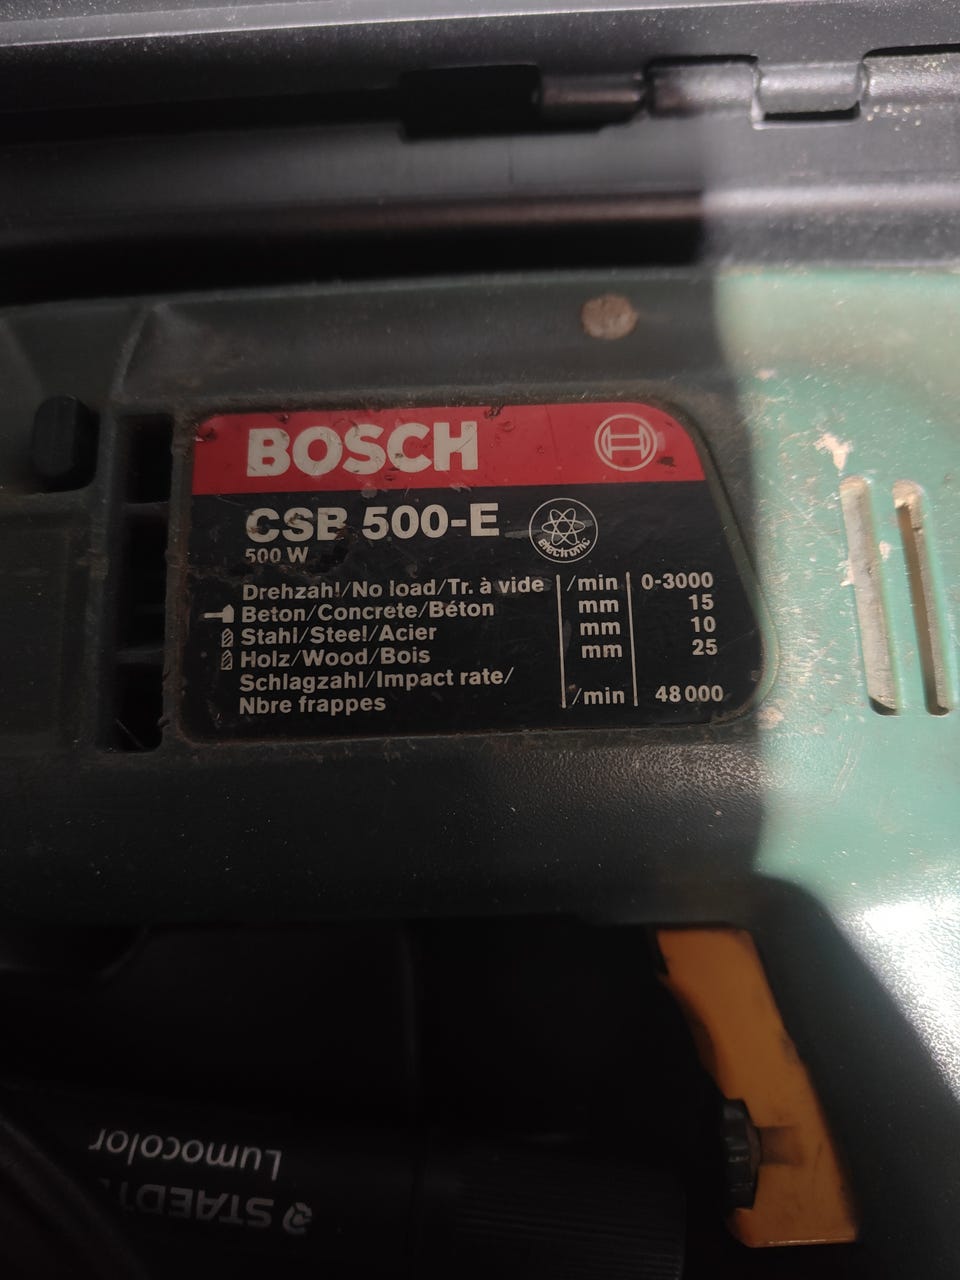 BOSCH
CSB 500-E
electronic
500 W
Drehzahl/No load/Tr. à vide /min 0-3000
Beton/Concrete/Béton mm 15
Stahl/Steel/Acier mm 10
Holz/Wood/Bois mm 25
Schlagzahl/Impact rate/
Nbre frappes /min 48000
Lumocolor